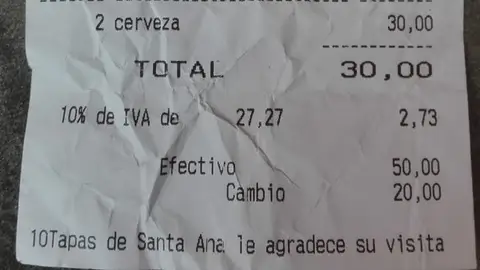 2 cerveza 30,00
TOTAL 30,00
10% de IVA de 27,27 2,73
Efectivo 50,00
Cambio 20,00
10Tapas de Santa Ana le agradece su visita